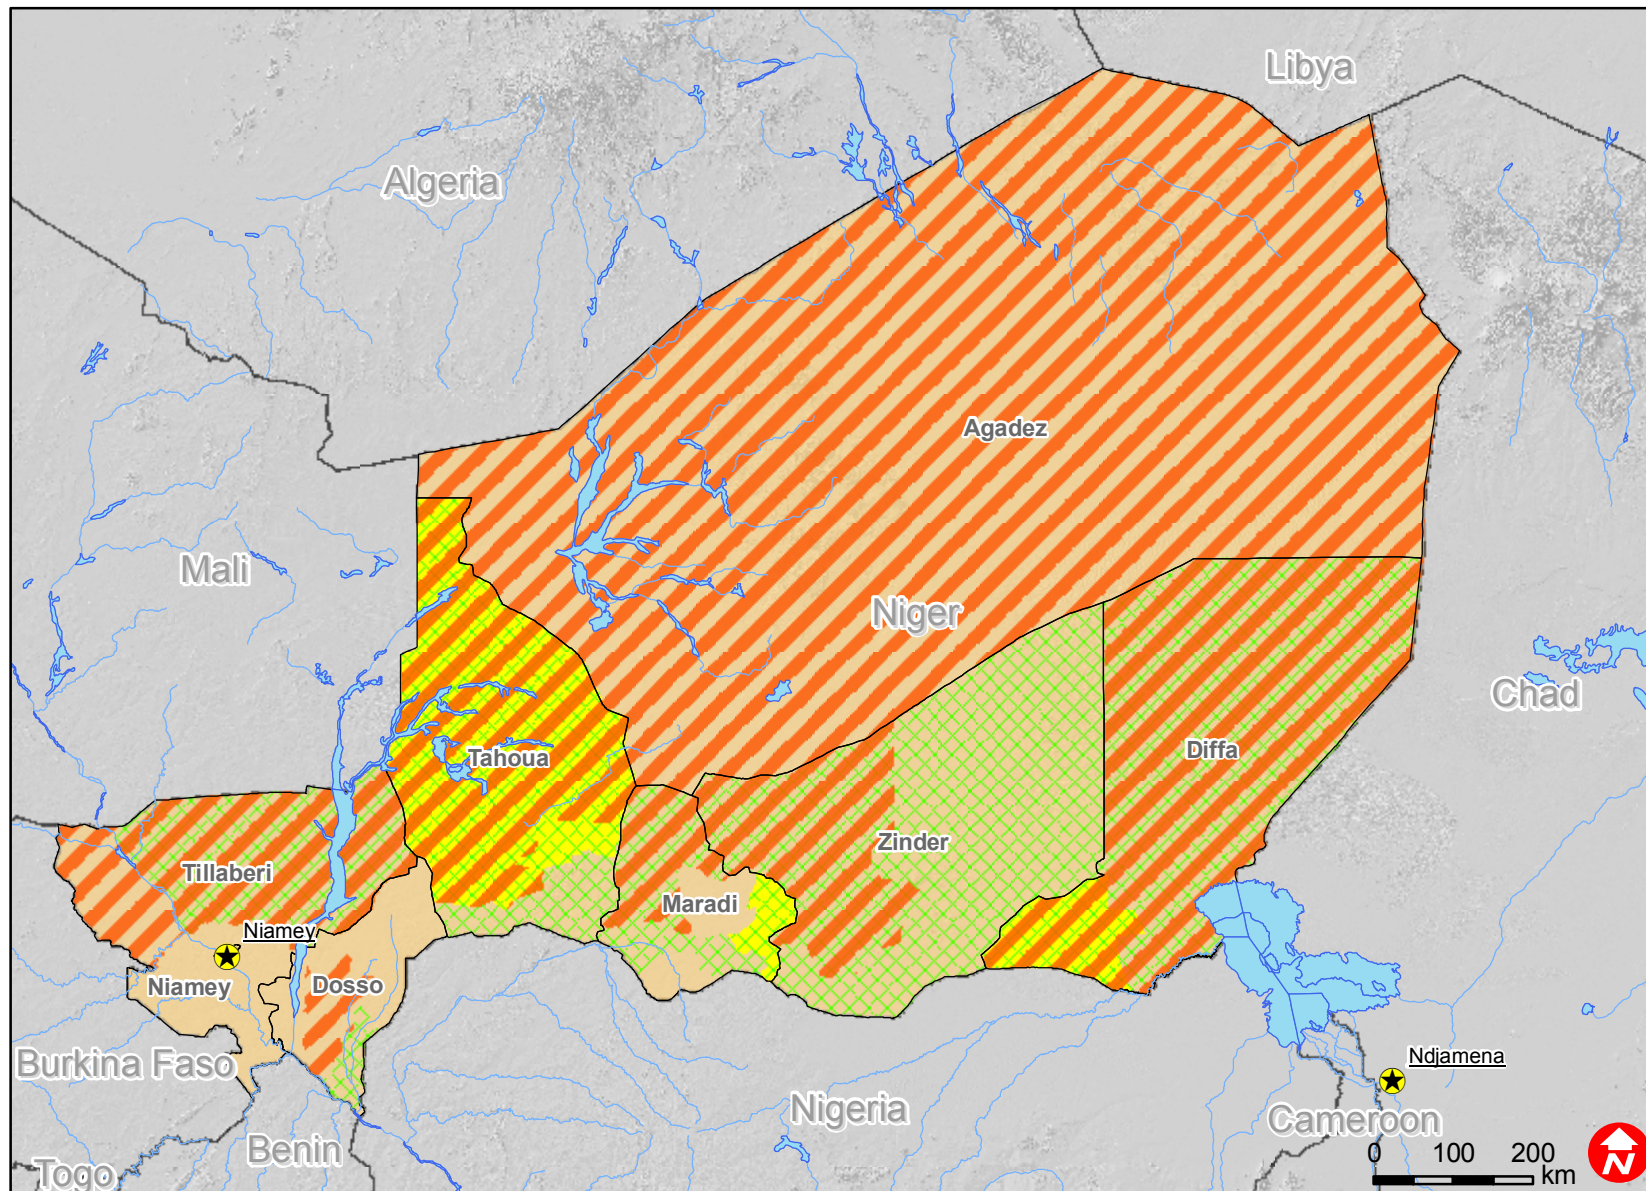 Libya
Algeria
Agadez
Mali
Niger
Chad
Tahoua
Diffa
Zinder
Tillaberi
Maradi
Niamey
Niamey
Dosso
Burkina Faso
Ndjamena
Nigeria
Cameroon
Benin
Togo
0 100 200
km
N